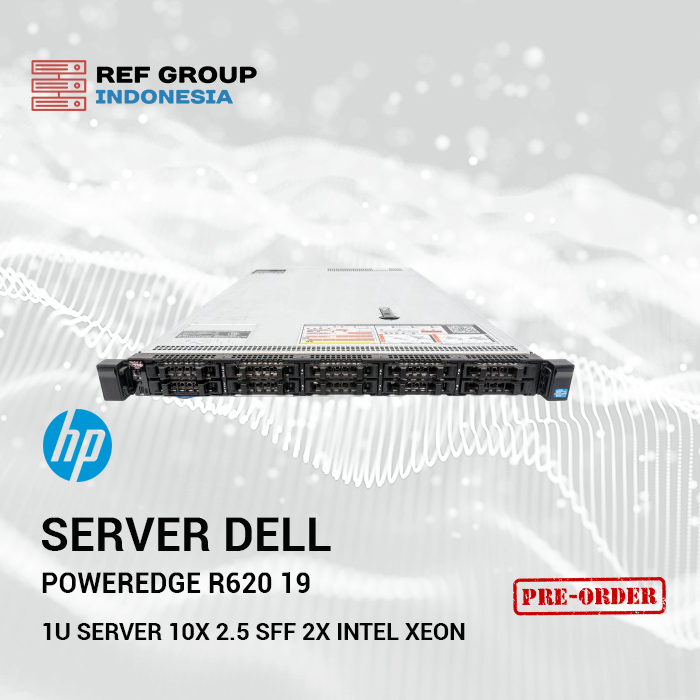 REF GROUP
INDONESIA
hp
SERVER DELL
POWEREDGE R620 19
PRE-ORDER
1U SERVER 10X 2.5 SFF 2X INTEL XEON